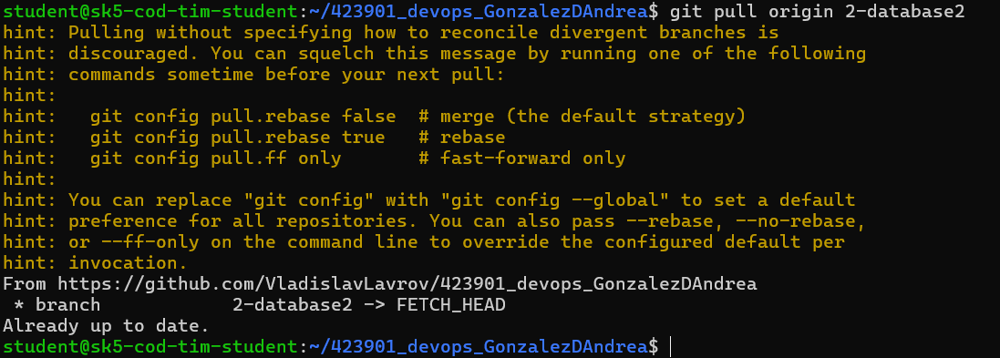 student@sk5-cod-tim-student:~/423901_devops_GonzalezDAndrea$ git pull origin 2-database2
hint: Pulling without specifying how to reconcile divergent branches is
hint: discouraged. You can squelch this message by running one of the following
hint: commands sometime before your next pull:
hint:
hint:   git config pull.rebase false  # merge (the default strategy)
hint:   git config pull.rebase true   # rebase
hint:   git config pull.ff only       # fast-forward only
hint:
hint: You can replace "git config" with "git config --global" to set a default
hint: preference for all repositories. You can also pass --rebase, --no-rebase,
hint: or --ff-only on the command line to override the configured default per
hint: invocation.
From https://github.com/VladislavLavrov/423901_devops_GonzalezDAndrea
 * branch            2-database2 -> FETCH_HEAD
Already up to date.
student@sk5-cod-tim-student:~/423901_devops_GonzalezDAndrea$